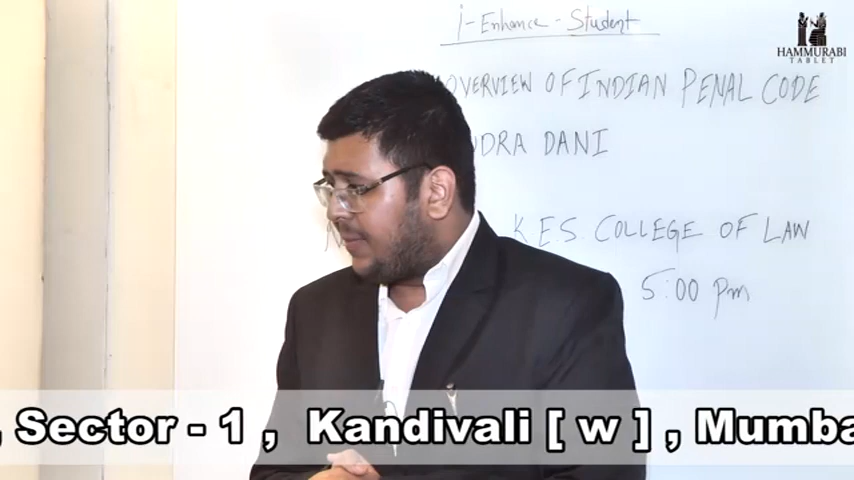 i-Enhance-Student
HAMMURABI
TABLET
OVERVIEW OF INDIAN PENAL CODE
DRA DANI
KES COLLEGE OF LAW
5:00 Pm
, Sector - 1 , Kandivali [ w ] , Mumba